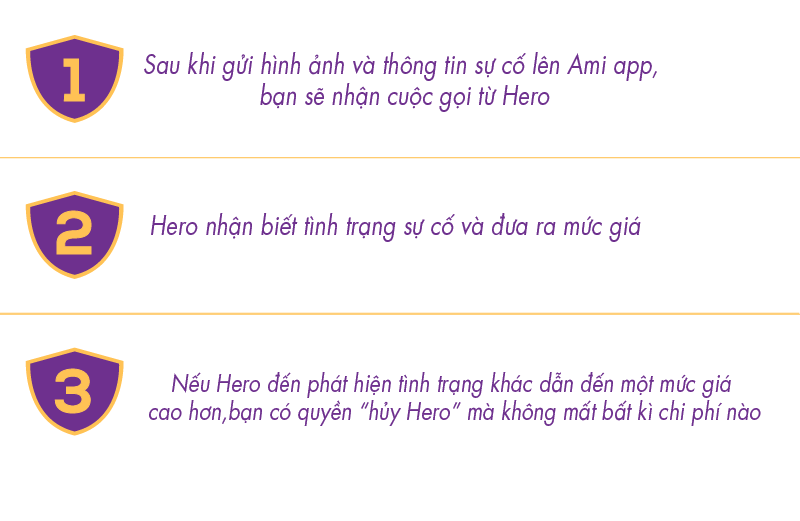 1
Sau khi gửi hình ảnh và thông tin sự cố lên Ami app,
bạn sẽ nhận cuộc gọi từ Hero
2
Hero nhận biết tình trạng sự cố và đưa ra mức giá
3
Nếu Hero đến phát hiện tình trạng khác dẫn đến một mức giá
cao hơn,bạn có quyền “hủy Hero” mà không mất bất kì chi phí nào